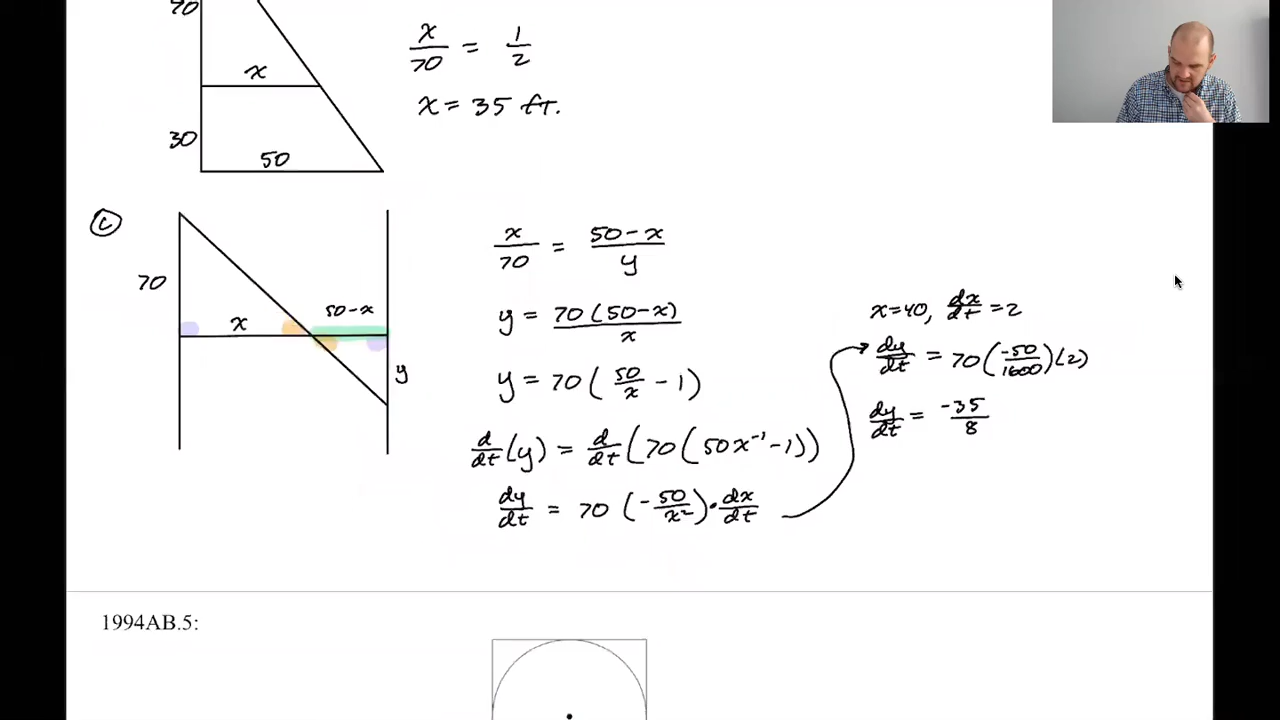 70
x
30
50
x/70 = 1/2
x = 35 ft.
C
70
x
50-x
y
x/70 = (50-x)/y
y = 70(50-x)/x
y = 70(50/x - 1)
d/dt(y) = d/dt(70(50x⁻¹-1))
dy/dt = 70(-50/x²)·dx/dt
x=40, dx/dt = 2
dy/dt = 70(-50/1600)(2)
dy/dt = -35/8
1994AB.5: